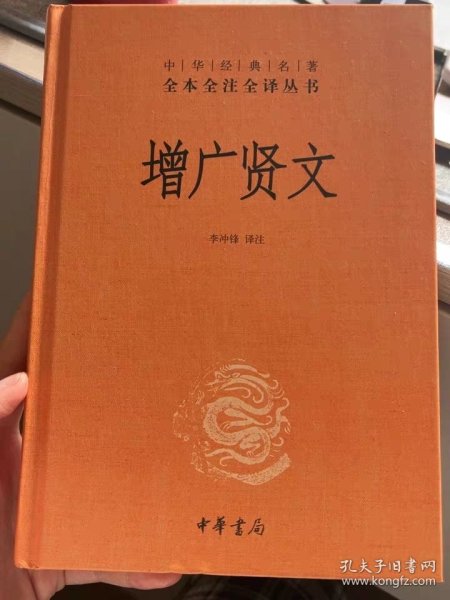 中华经典名著
全本全注全译丛书
增广贤文
李冲锋 译注
中華書局
孔夫子旧书网
www.kongfz.com